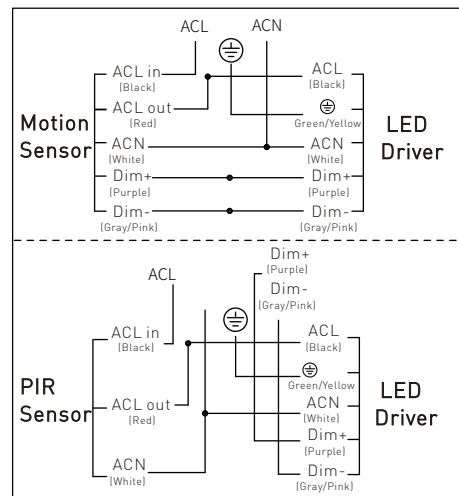 ACL
ACN
ACL in
(Black)
ACL out
(Red)
ACN
(White)
Dim+
(Purple)
Dim-
(Gray/Pink)
Motion
Sensor
ACL
(Black)
Green/Yellow
ACN
(White)
Dim+
(Purple)
Dim-
(Gray/Pink)
LED
Driver
ACL
Dim+
(Purple)
Dim-
(Gray/Pink)
ACL in
(Black)
ACL out
(Red)
ACN
(White)
PIR
Sensor
ACL
(Black)
Green/Yellow
ACN
(White)
Dim+
(Purple)
Dim-
(Gray/Pink)
LED
Driver